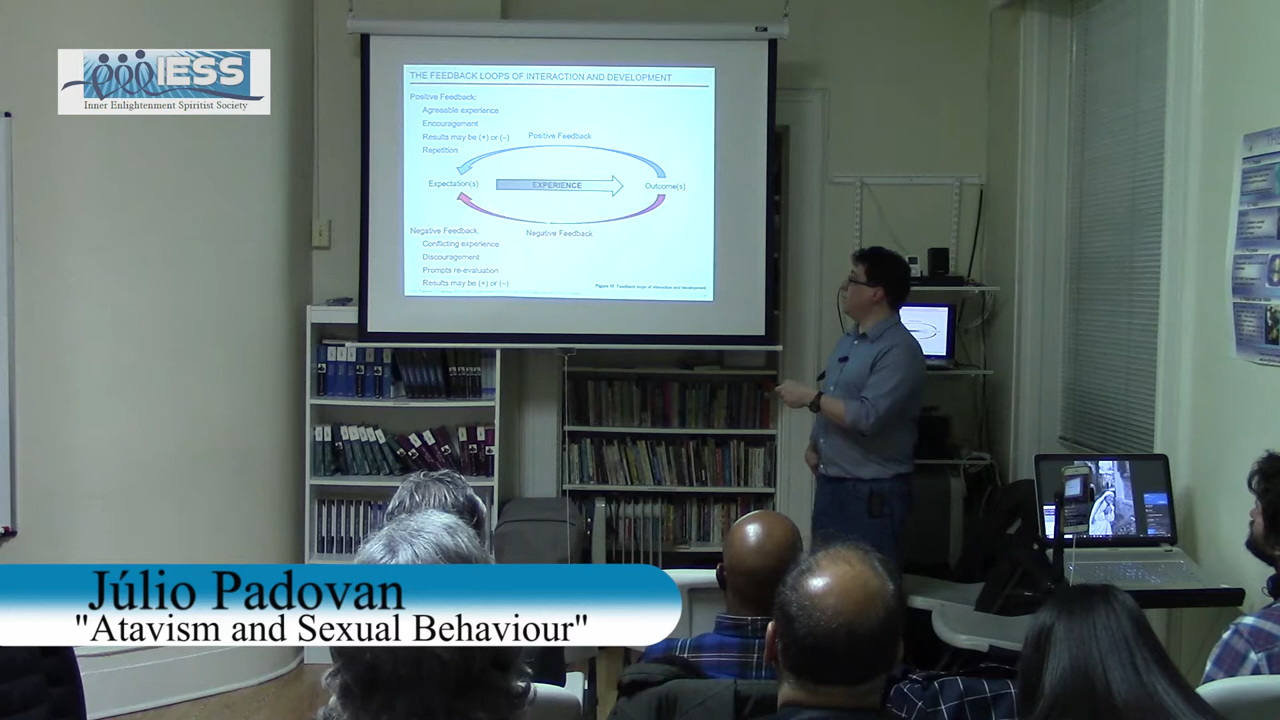 IESS
Inner Enlightenment Spiritist Society
THE FEEDBACK LOOPS OF INTERACTION AND DEVELOPMENT
Positive Feedback:
Agreeable experience
Encouragement
Results may be (+) or (–)
Repetition
Positive Feedback
Expectation(s)
EXPERIENCE
Outcome(s)
Negative Feedback
Negative Feedback:
Conflicting experience
Discouragement
Prompts re-evaluation
Results may be (+) or (–)
Figure 17. Feedback loops of interaction and development
Júlio Padovan
"Atavism and Sexual Behaviour"